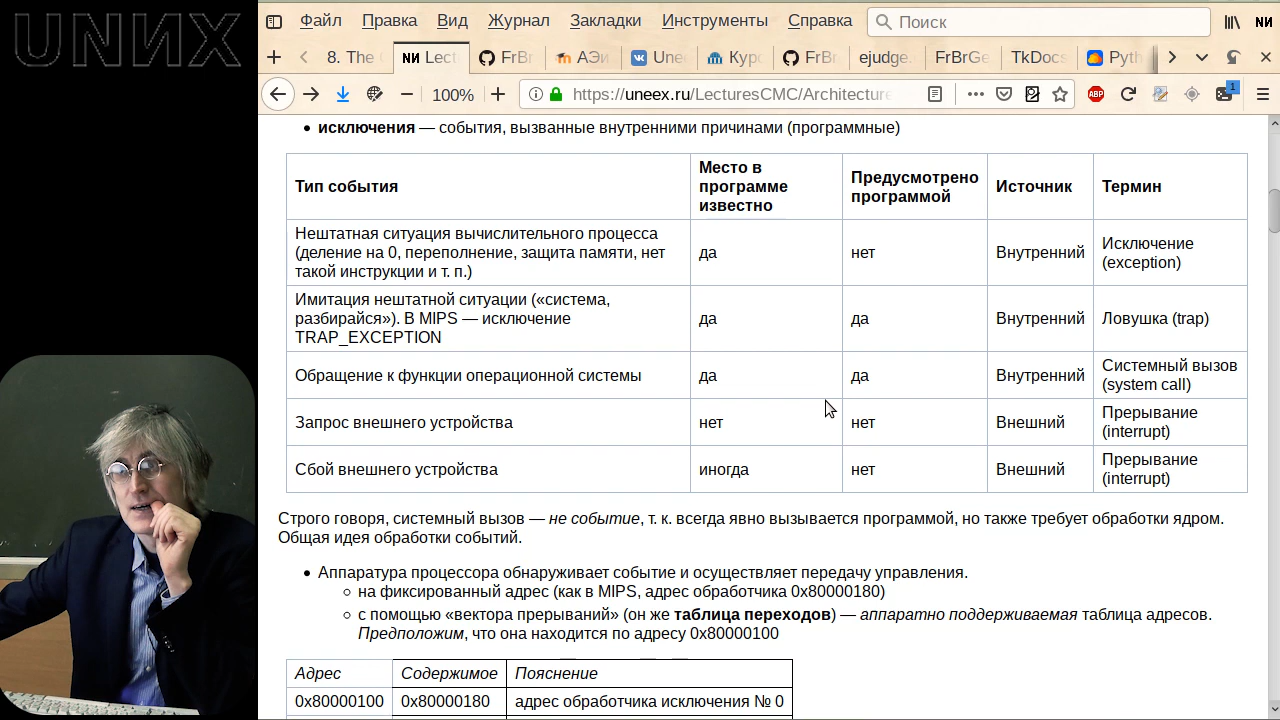 UNIX
Файл Правка Вид Журнал Закладки Инструменты Справка Поиск
8. The Lect FrBr АЭи Une Курс FrBr ejudge. FrBrGe TkDocs Pyth
100% https://uneex.ru/LecturesCMC/Architecture ABP 1
исключения — события, вызванные внутренними причинами (программные)
Тип события
Место в
программе
известно
Предусмотрено
программой
Источник
Термин
Нештатная ситуация вычислительного процесса
(деление на 0, переполнение, защита памяти, нет
такой инструкции и т. п.)
да
нет
Внутренний
Исключение
(exception)
Имитация нештатной ситуации («система,
разбирайся»). В MIPS — исключение
TRAP_EXCEPTION
да
да
Внутренний
Ловушка (trap)
Обращение к функции операционной системы
да
да
Внутренний
Системный вызов
(system call)
Запрос внешнего устройства
нет
нет
Внешний
Прерывание
(interrupt)
Сбой внешнего устройства
иногда
нет
Внешний
Прерывание
(interrupt)
Строго говоря, системный вызов — не событие, т. к. всегда явно вызывается программой, но также требует обработки ядром.
Общая идея обработки событий.
Аппаратура процессора обнаруживает событие и осуществляет передачу управления.
на фиксированный адрес (как в MIPS, адрес обработчика 0x80000180)
с помощью «вектора прерываний» (он же таблица переходов) — аппаратно поддерживаемая таблица адресов.
Предположим, что она находится по адресу 0x80000100
Адрес Содержимое Пояснение
0x80000100 0x80000180 адрес обработчика исключения № 0